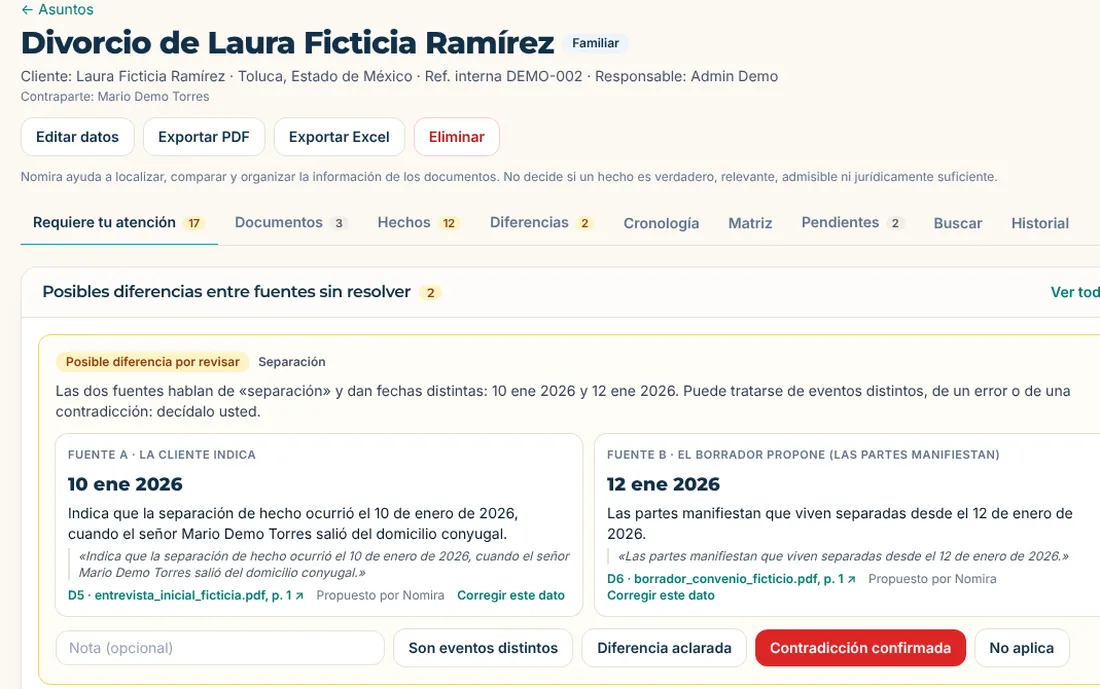 ← Asuntos
Divorcio de Laura Ficticia Ramírez Familiar
Cliente: Laura Ficticia Ramírez · Toluca, Estado de México · Ref. interna DEMO-002 · Responsable: Admin Demo
Contraparte: Mario Demo Torres
Editar datos Exportar PDF Exportar Excel Eliminar
Nomira ayuda a localizar, comparar y organizar la información de los documentos. No decide si un hecho es verdadero, relevante, admisible ni jurídicamente suficiente.
Requiere tu atención 17 Documentos 3 Hechos 12 Diferencias 2 Cronología Matriz Pendientes 2 Buscar Historial
Posibles diferencias entre fuentes sin resolver 2 Ver tod
Posible diferencia por revisar Separación
Las dos fuentes hablan de «separación» y dan fechas distintas: 10 ene 2026 y 12 ene 2026. Puede tratarse de eventos distintos, de un error o de una
contradicción: decídalo usted.
FUENTE A · LA CLIENTE INDICA
10 ene 2026
Indica que la separación de hecho ocurrió el 10 de enero de 2026,
cuando el señor Mario Demo Torres salió del domicilio conyugal.
«Indica que la separación de hecho ocurrió el 10 de enero de 2026, cuando el señor
Mario Demo Torres salió del domicilio conyugal.»
D5 · entrevista_inicial_ficticia.pdf, p. 1 ↗ Propuesto por Nomira Corregir este dato
FUENTE B · EL BORRADOR PROPONE (LAS PARTES MANIFIESTAN)
12 ene 2026
Las partes manifiestan que viven separadas desde el 12 de enero de
2026.
«Las partes manifiestan que viven separadas desde el 12 de enero de 2026.»
D6 · borrador_convenio_ficticio.pdf, p. 1 ↗ Propuesto por Nomira
Corregir este dato
Nota (opcional) Son eventos distintos Diferencia aclarada Contradicción confirmada No aplica